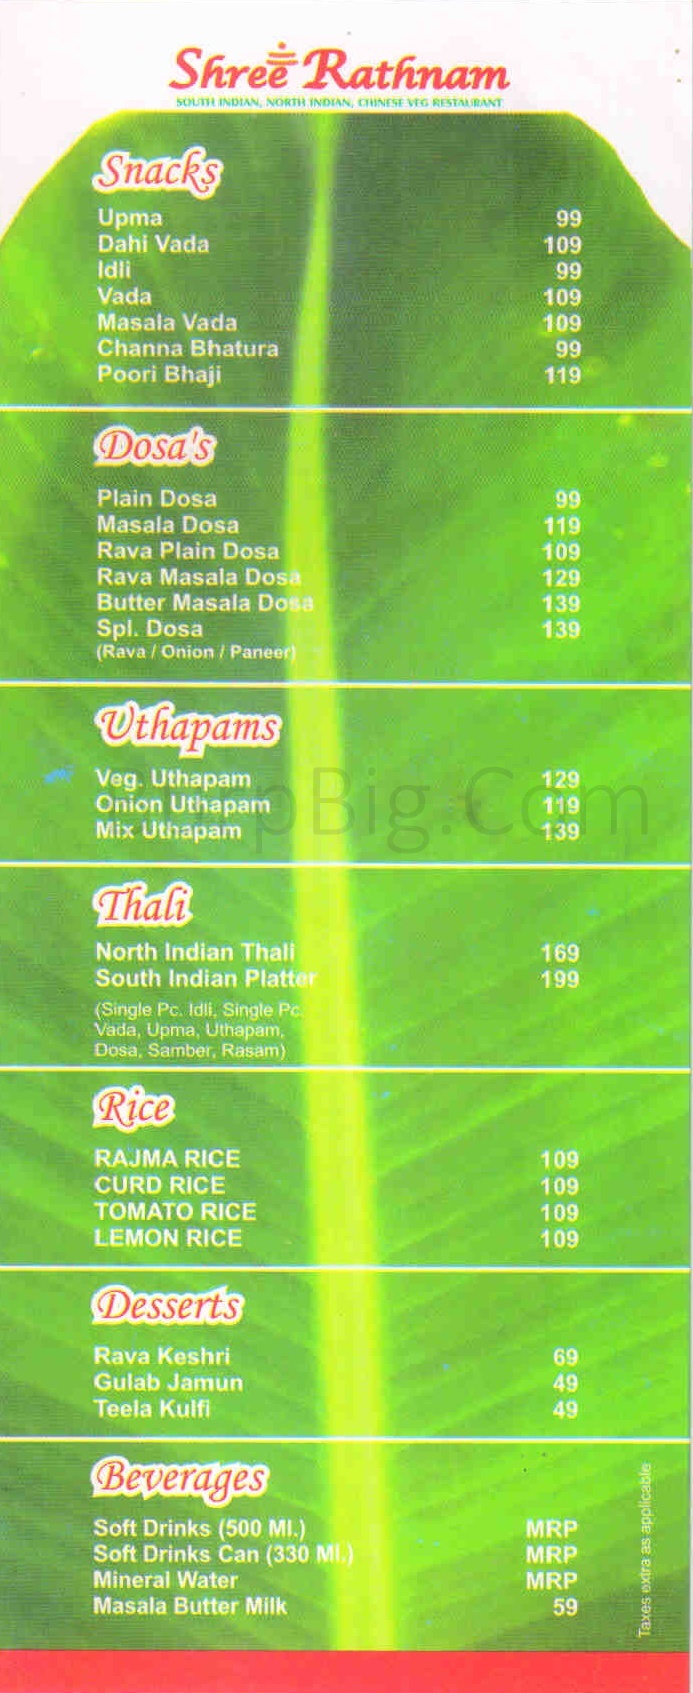 Shree Rathnam
SOUTH INDIAN, NORTH INDIAN, CHINESE VEG RESTAURANT
Snacks
Upma 99
Dahi Vada 109
Idli 99
Vada 109
Masala Vada 109
Channa Bhatura 99
Poori Bhaji 119
Dosa's
Plain Dosa 99
Masala Dosa 119
Rava Plain Dosa 109
Rava Masala Dosa 129
Butter Masala Dosa 139
Spl. Dosa 139
(Rava / Onion / Paneer)
Uthapams
Veg. Uthapam 129
Onion Uthapam 119
Mix Uthapam 139
pBig.Com
Thali
North Indian Thali 169
South Indian Platter 199
(Single Pc. Idli, Single Pc.
Vada, Upma, Uthapam,
Dosa, Samber, Rasam)
Rice
RAJMA RICE 109
CURD RICE 109
TOMATO RICE 109
LEMON RICE 109
Desserts
Rava Keshri 69
Gulab Jamun 49
Teela Kulfi 49
Beverages
Soft Drinks (500 Ml.) MRP
Soft Drinks Can (330 Ml.) MRP
Mineral Water MRP
Masala Butter Milk 59
Taxes extra as applicable